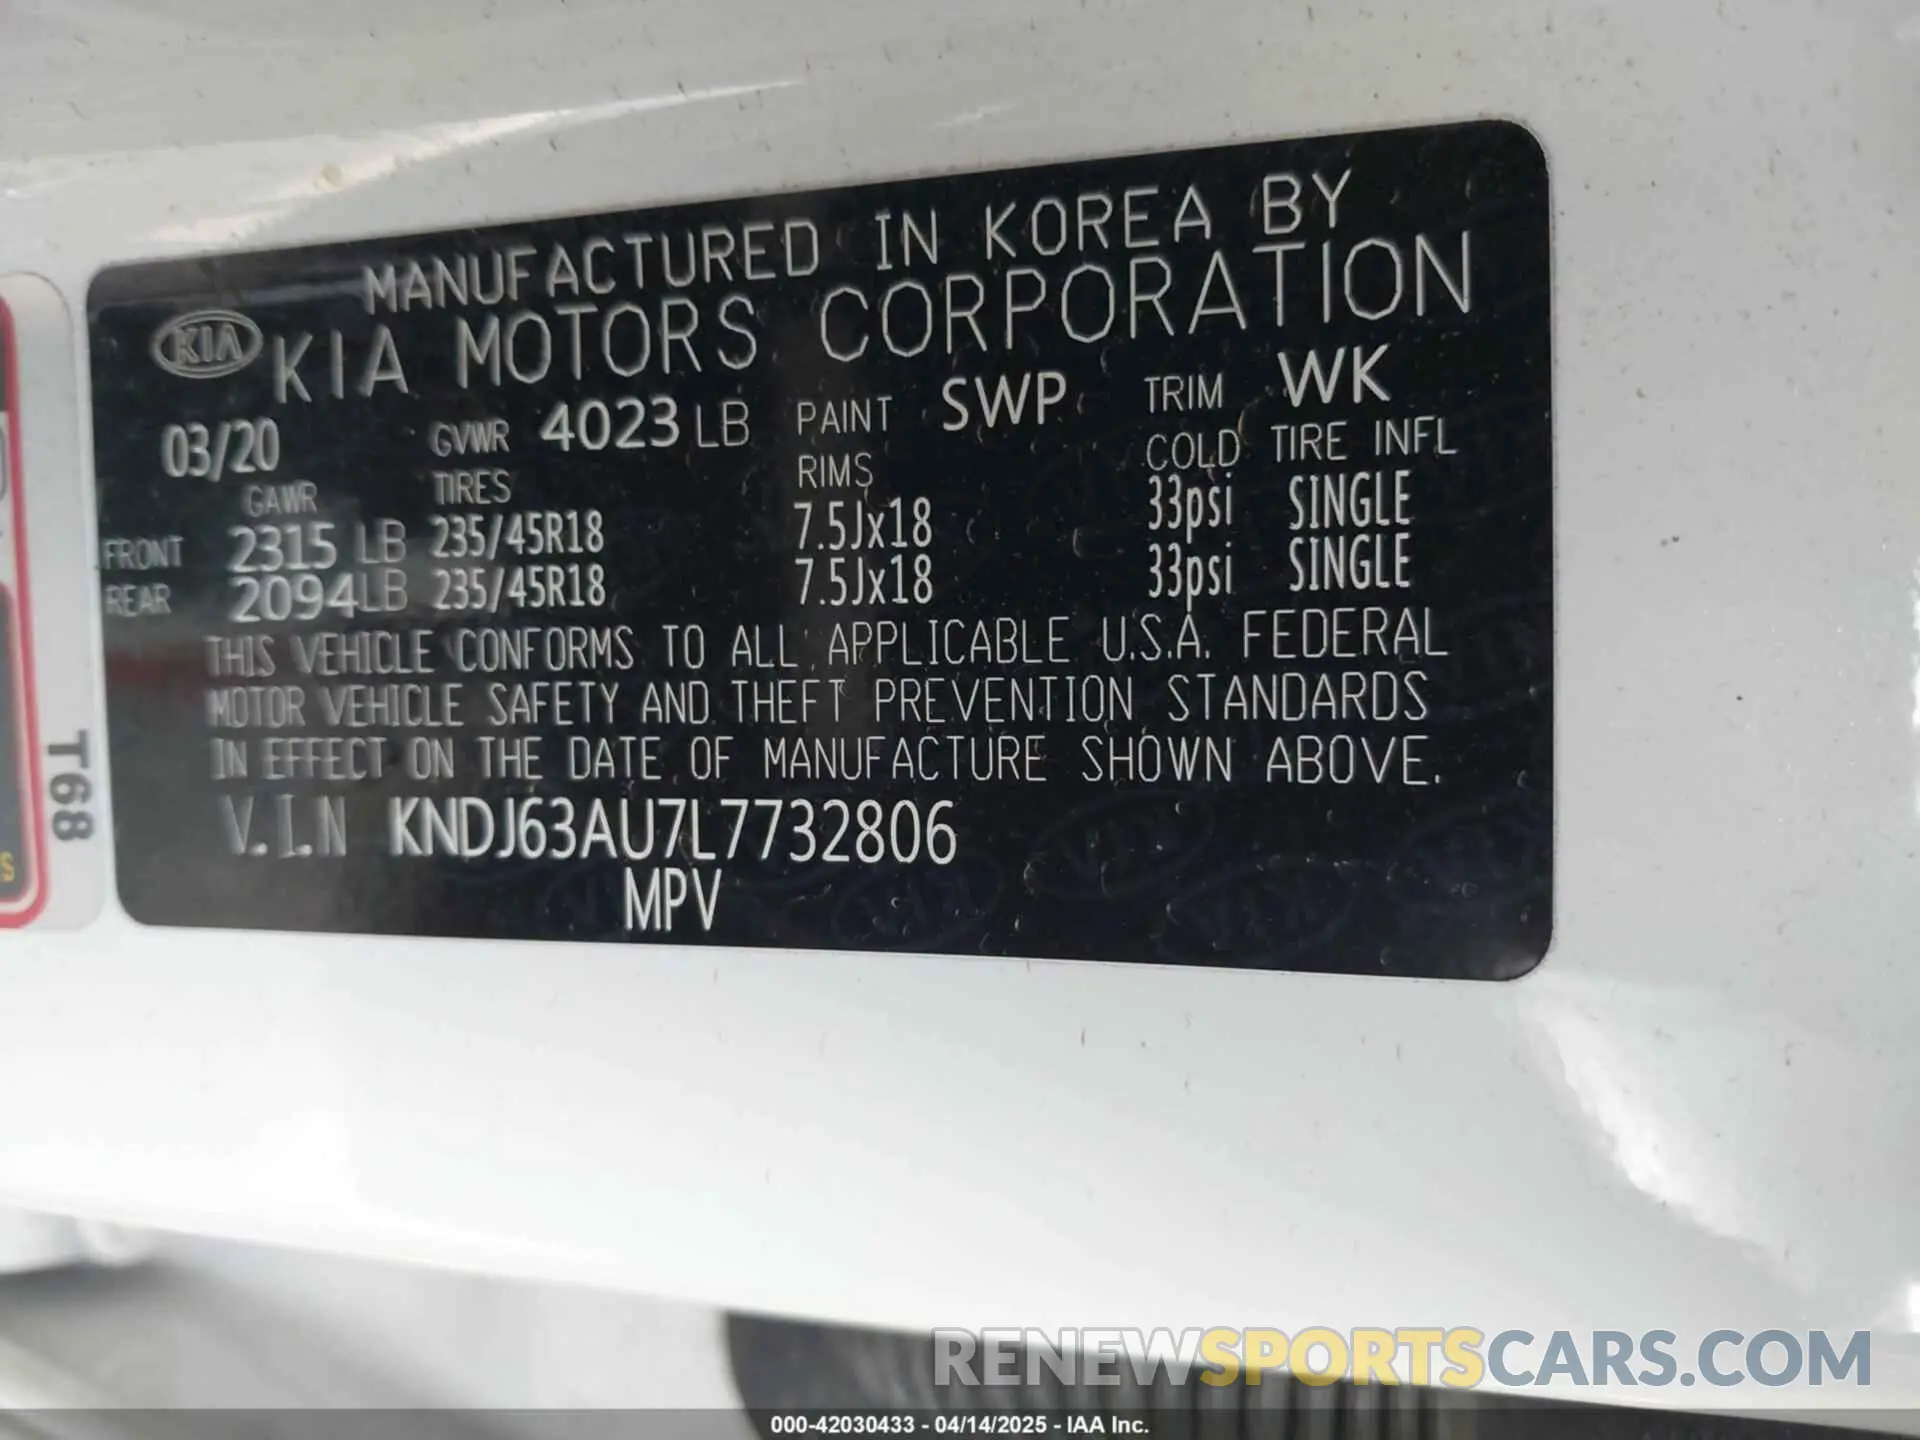 MANUFACTURED IN KOREA BY
KIA KIA MOTORS CORPORATION
03/20 GVWR 4023 LB PAINT SWP TRIM WK
GAWR TIRES RIMS COLD TIRE INFL
FRONT 2315 LB 235/45R18 7.5Jx18 33psi SINGLE
REAR 2094LB 235/45R18 7.5Jx18 33psi SINGLE
THIS VEHICLE CONFORMS TO ALL APPLICABLE U.S.A. FEDERAL
MOTOR VEHICLE SAFETY AND THEFT PREVENTION STANDARDS
IN EFFECT ON THE DATE OF MANUFACTURE SHOWN ABOVE.
V.I.N KNDJ63AU7L7732806
MPV
T68
RENEWSPORTSCARS.COM
000-42030433 - 04/14/2025 - IAA Inc.